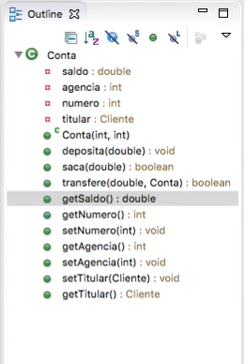 Outline
Conta
saldo : double
agencia : int
numero : int
titular : Cliente
Conta(int, int)
deposita(double) : void
saca(double) : boolean
transfere(double, Conta) : boolean
getSaldo() : double
getNumero() : int
setNumero(int) : void
getAgencia() : int
setAgencia(int) : void
setTitular(Cliente) : void
getTitular() : Cliente